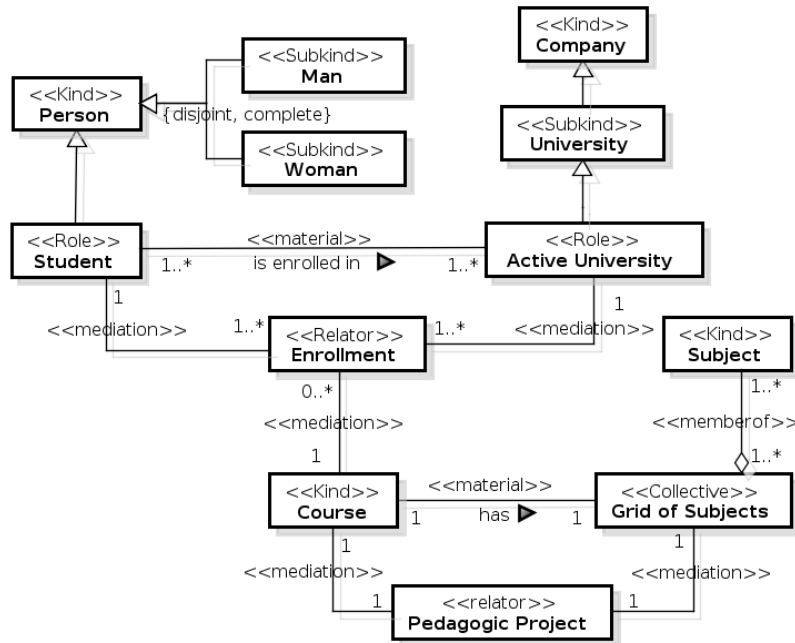 <<Kind>>
Company
<<Subkind>>
Man
<<Kind>>
Person
{disjoint, complete}
<<Subkind>>
University
<<Subkind>>
Woman
<<Role>>
Student
<<material>>
is enrolled in
1..*
1..*
<<Role>>
Active University
1
<<mediation>>
1..*
<<Relator>>
Enrollment
1..*
1
<<mediation>>
<<Kind>>
Subject
0..*
<<mediation>>
1
1..*
<<memberof>>
1..*
<<Kind>>
Course
<<material>>
has
1
1
<<Collective>>
Grid of Subjects
1
<<mediation>>
1
<<relator>>
Pedagogic Project
1
1
<<mediation>>